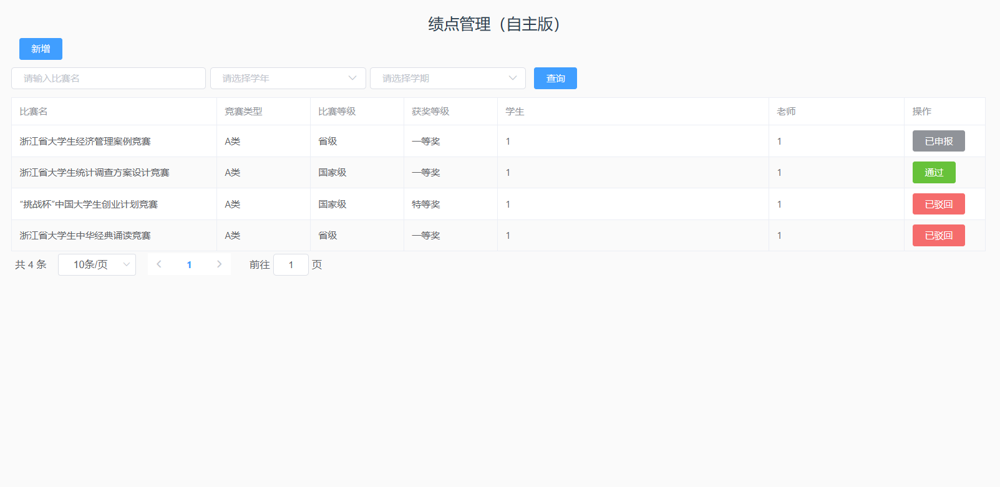 绩点管理（自主版）
新增
请输入比赛名 请选择学年 请选择学期 查询
比赛名 竞赛类型 比赛等级 获奖等级 学生 老师 操作
浙江省大学生经济管理案例竞赛 A类 省级 一等奖 1 1 已申报
浙江省大学生统计调查方案设计竞赛 A类 国家级 一等奖 1 1 通过
“挑战杯”中国大学生创业计划竞赛 A类 国家级 特等奖 1 1 已驳回
浙江省大学生中华经典诵读竞赛 A类 省级 一等奖 1 1 已驳回
共 4 条 10条/页 1 前往 1 页